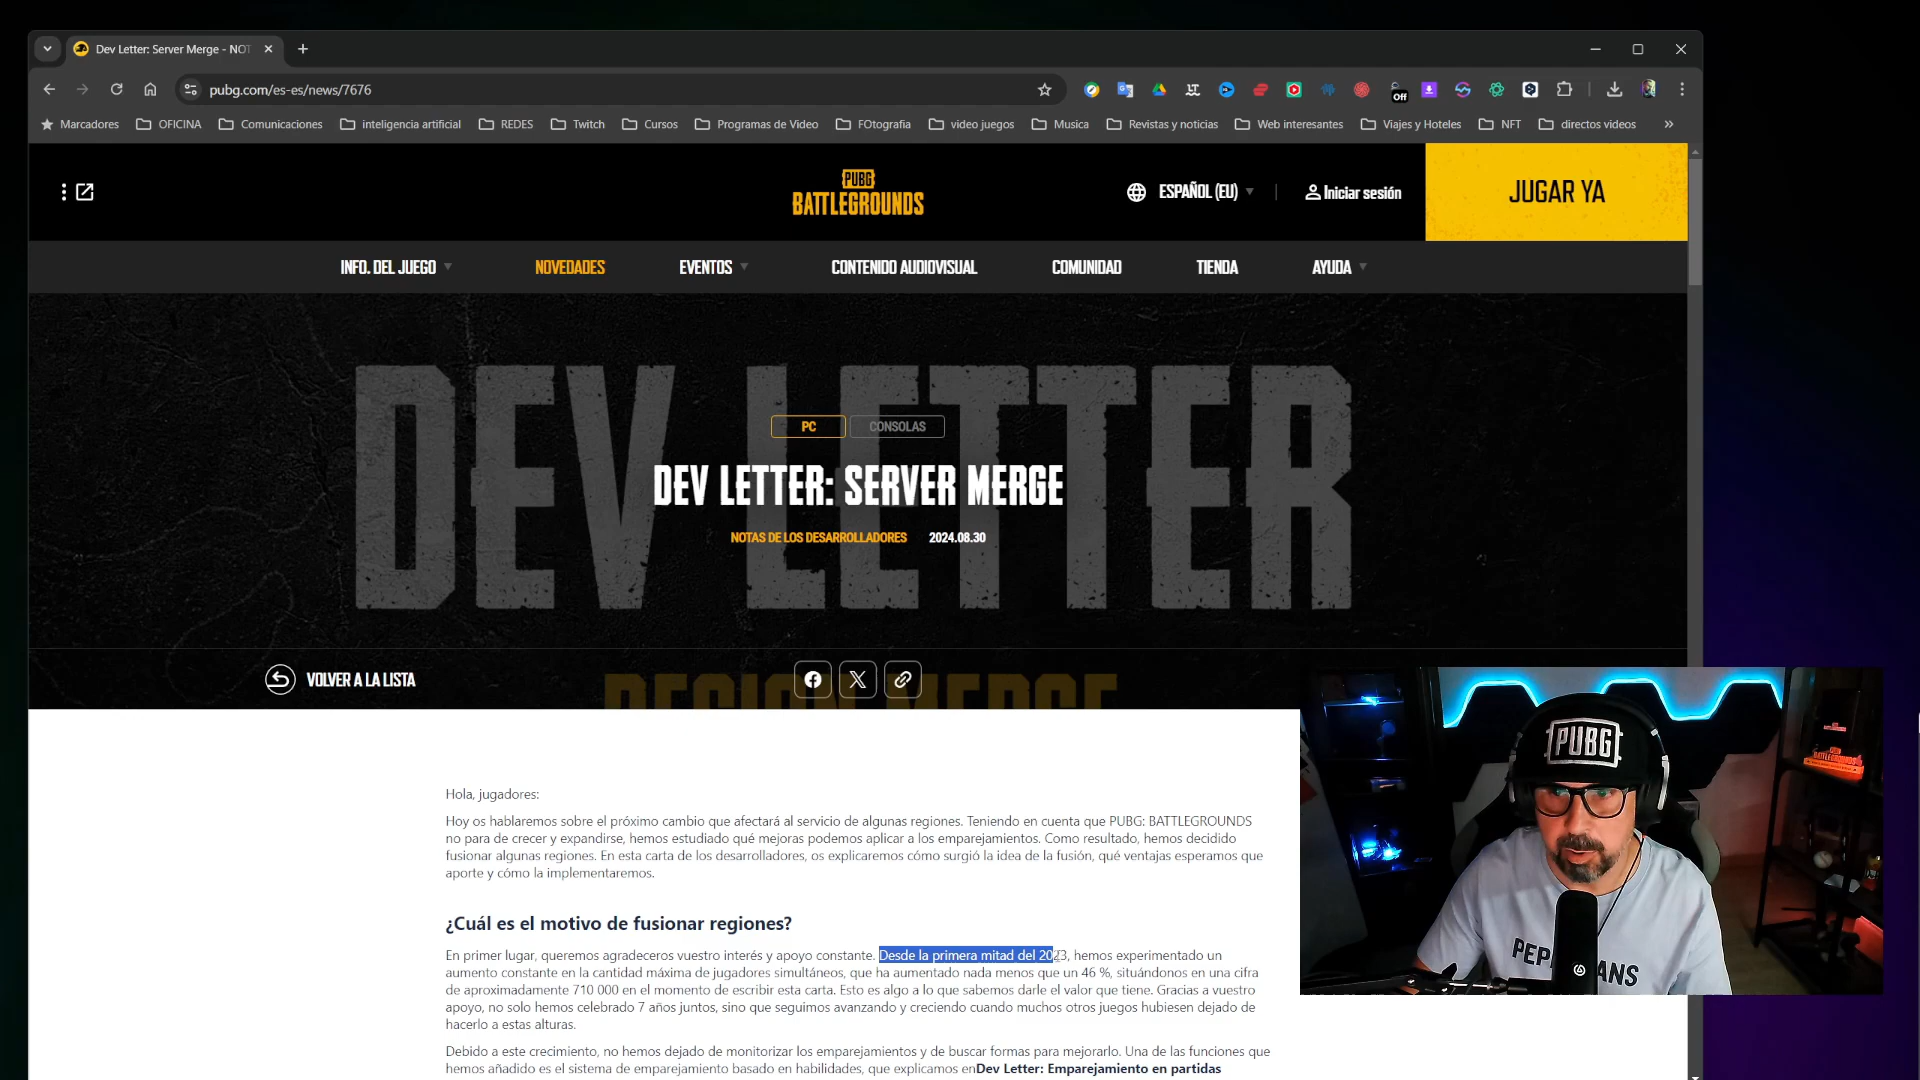 Dev Letter: Server Merge - NOT
pubg.com/es-es/news/7676
Off
Marcadores OFICINA Comunicaciones inteligencia artificial REDES Twitch Cursos Programas de Video FOtografia video juegos Musica Revistas y noticias Web interesantes Viajes y Hoteles NFT directos videos »
PUBG
BATTLEGROUNDS
ESPAÑOL (EU) Iniciar sesión JUGAR YA
INFO. DEL JUEGO NOVEDADES EVENTOS CONTENIDO AUDIOVISUAL COMUNIDAD TIENDA AYUDA
DEV LETTER
PC CONSOLAS
DEV LETTER: SERVER MERGE
NOTAS DE LOS DESARROLLADORES 2024.08.30
VOLVER A LA LISTA
REGION MERGE
Hola, jugadores:
Hoy os hablaremos sobre el próximo cambio que afectará al servicio de algunas regiones. Teniendo en cuenta que PUBG: BATTLEGROUNDS
no para de crecer y expandirse, hemos estudiado qué mejoras podemos aplicar a los emparejamientos. Como resultado, hemos decidido
fusionar algunas regiones. En esta carta de los desarrolladores, os explicaremos cómo surgió la idea de la fusión, qué ventajas esperamos que
aporte y cómo la implementaremos.
¿Cuál es el motivo de fusionar regiones?
En primer lugar, queremos agradeceros vuestro interés y apoyo constante. Desde la primera mitad del 2023, hemos experimentado un
aumento constante en la cantidad máxima de jugadores simultáneos, que ha aumentado nada menos que un 46 %, situándonos en una cifra
de aproximadamente 710 000 en el momento de escribir esta carta. Esto es algo a lo que sabemos darle el valor que tiene. Gracias a vuestro
apoyo, no solo hemos celebrado 7 años juntos, sino que seguimos avanzando y creciendo cuando muchos otros juegos hubiesen dejado de
hacerlo a estas alturas.
Debido a este crecimiento, no hemos dejado de monitorizar los emparejamientos y de buscar formas para mejorarlo. Una de las funciones que
hemos añadido es el sistema de emparejamiento basado en habilidades, que explicamos enDev Letter: Emparejamiento en partidas
PUBG
BATTLEGROUNDS